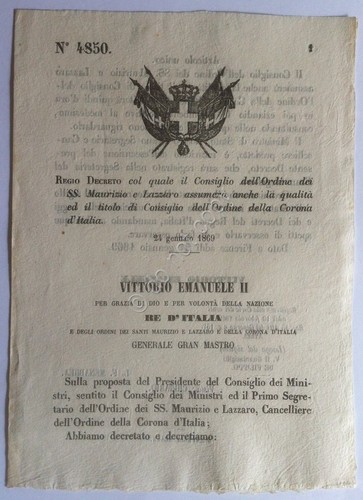 N° 4850.
1
REGIO DECRETO col quale il Consiglio dell'Ordine dei
SS. Maurizio e Lazzaro assumerà anche la qualità
ed il titolo di Consiglio dell'Ordine della Corona
d'Italia.
24 gennaio 1869
VITTORIO EMANUELE II
PER GRAZIA DI DIO E PER VOLONTÀ DELLA NAZIONE
RE D'ITALIA
E DEGLI ORDINI DEI SANTI MAURIZIO E LAZZARO E DELLA CORONA D'ITALIA
GENERALE GRAN MASTRO
Sulla proposta del Presidente del Consiglio dei Mini-
stri, sentito il Consiglio dei Ministri ed il Primo Segre-
tario dell'Ordine dei SS. Maurizio e Lazzaro, Cancelliere
dell'Ordine della Corona d'Italia;
Abbiamo decretato e decretiamo: